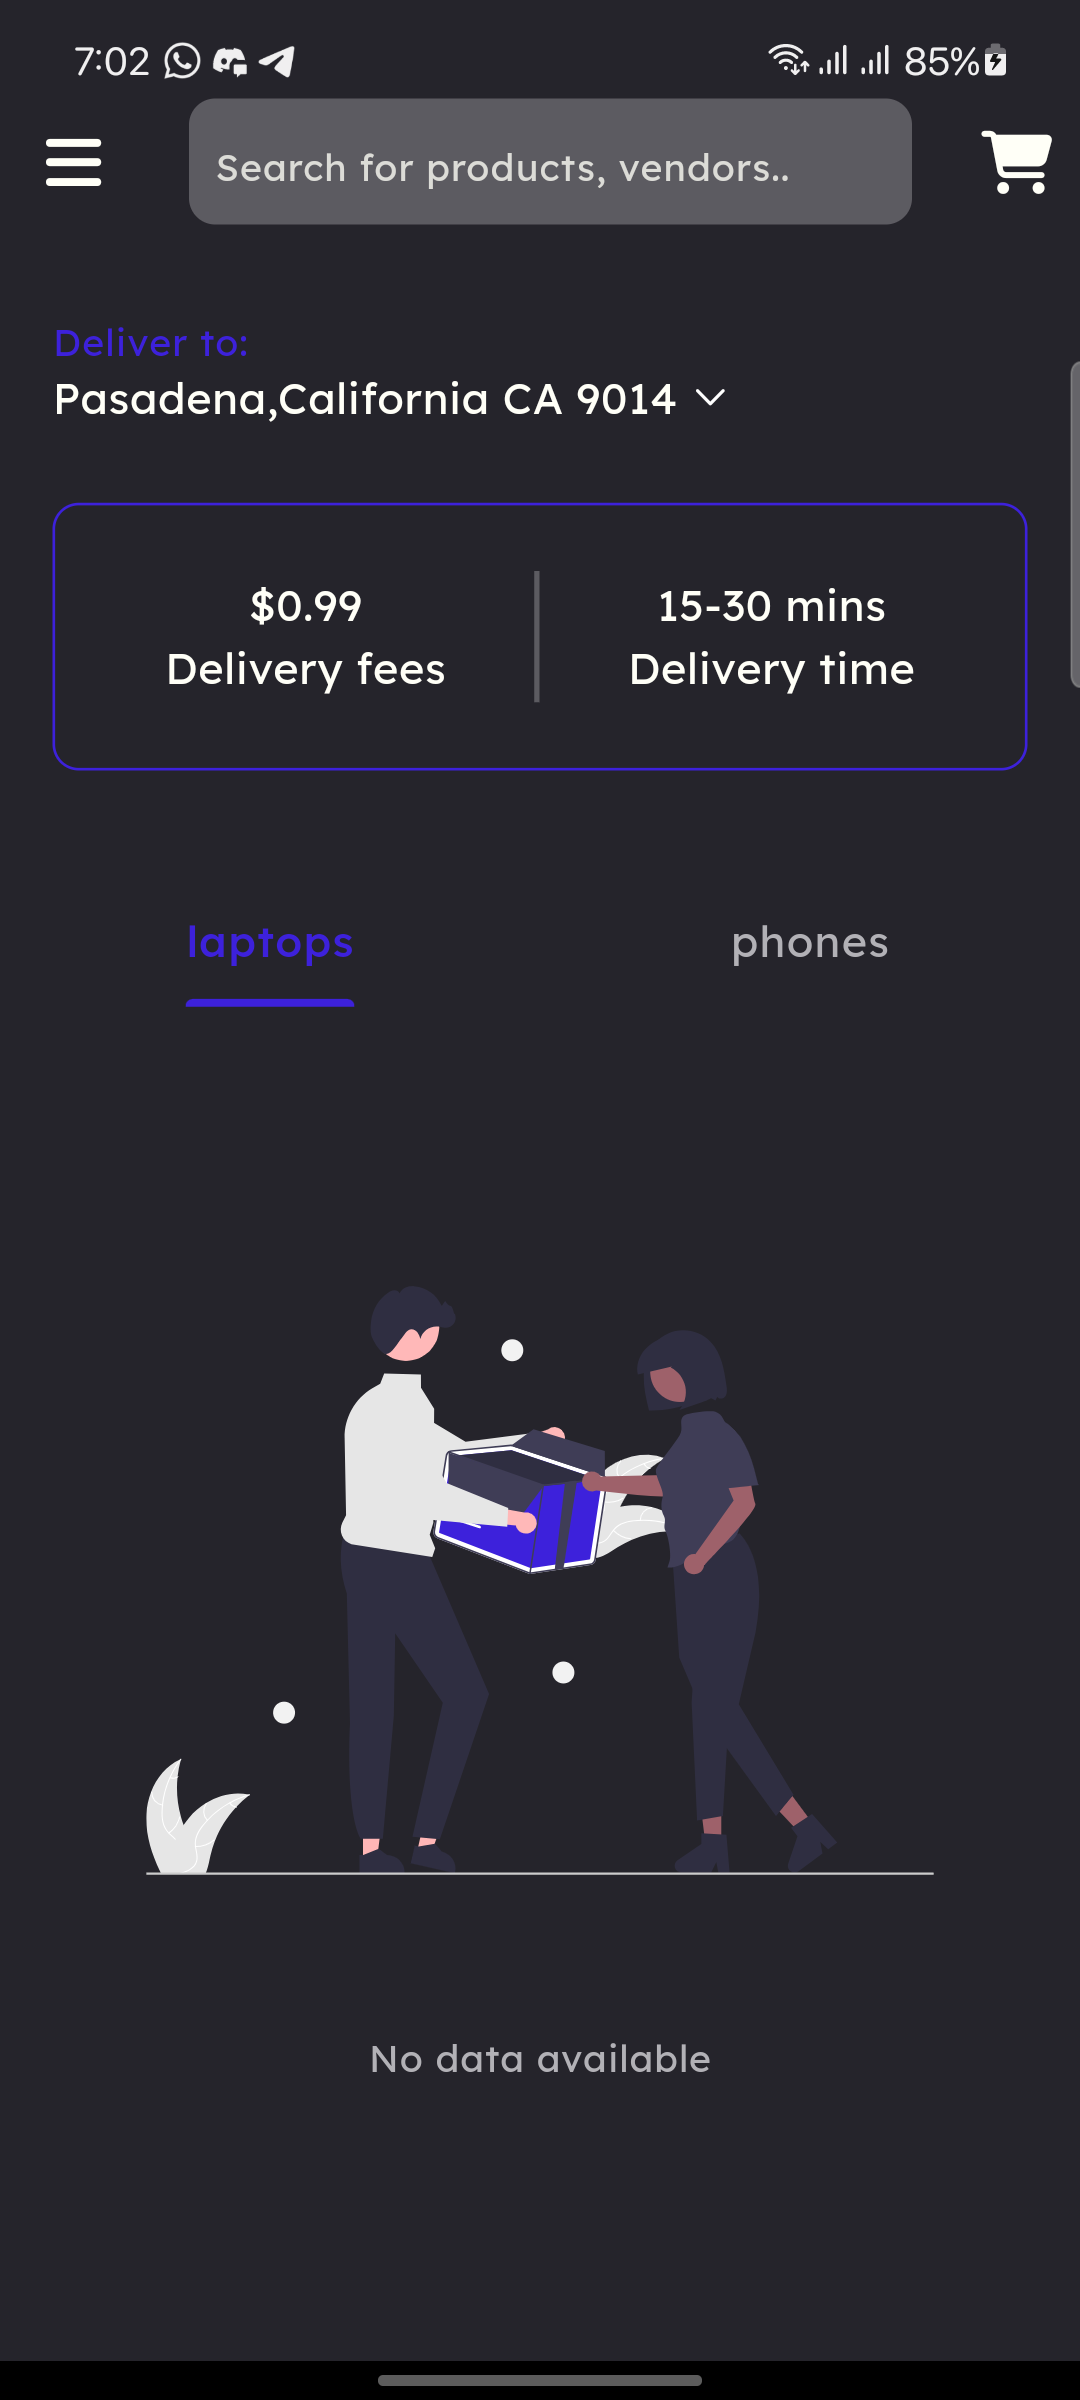 7:02
85%
Search for products, vendors..
Deliver to:
Pasadena,California CA 9014
$0.99
Delivery fees
15-30 mins
Delivery time
laptops
phones
No data available